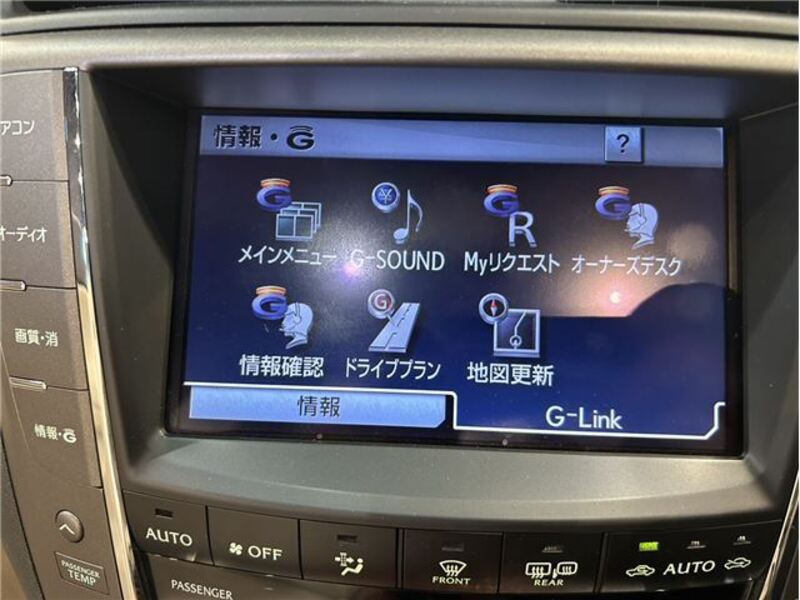 情報・G
?
メインメニュー G-SOUND Myリクエスト オーナーズデスク
情報確認 ドライブプラン 地図更新
情報 G-Link
アコン
オーディオ
画質・消
情報・G
PASSENGER
TEMP
AUTO OFF FRONT REAR AUTO
PASSENGER